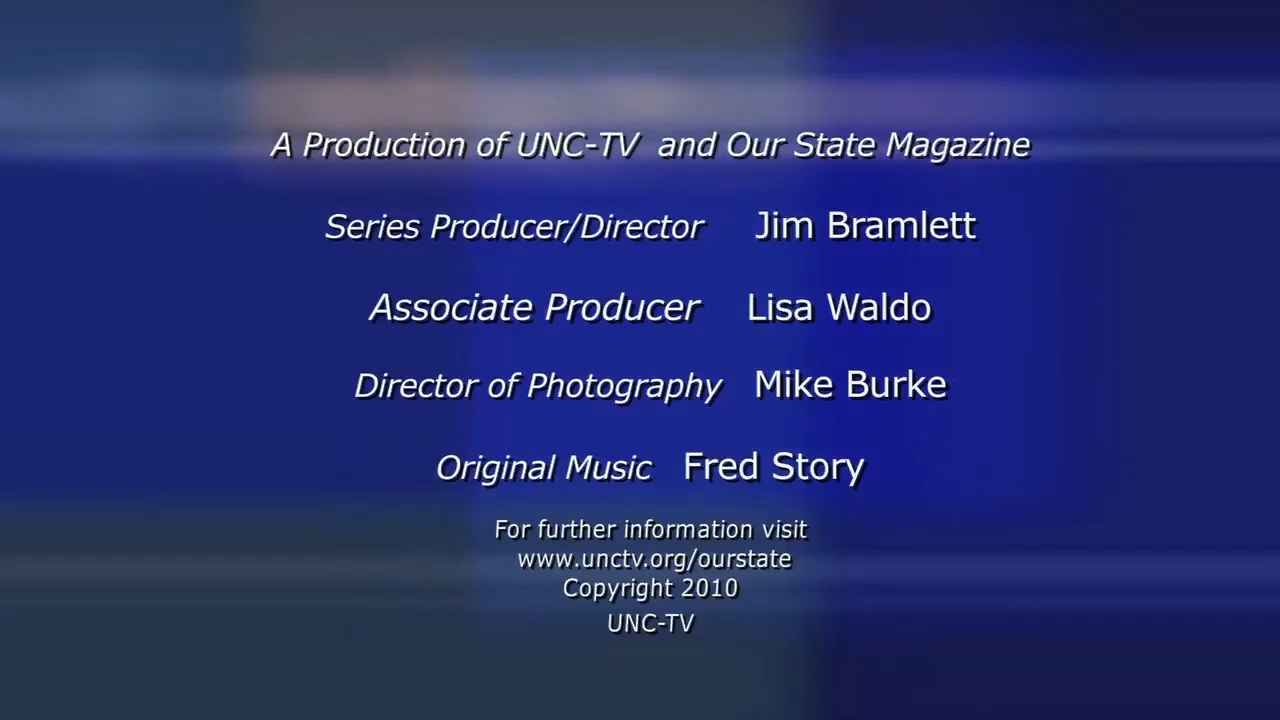 A Production of UNC-TV and Our State Magazine
Series Producer/Director Jim Bramlett
Associate Producer Lisa Waldo
Director of Photography Mike Burke
Original Music Fred Story
For further information visit
www.unctv.org/ourstate
Copyright 2010
UNC-TV